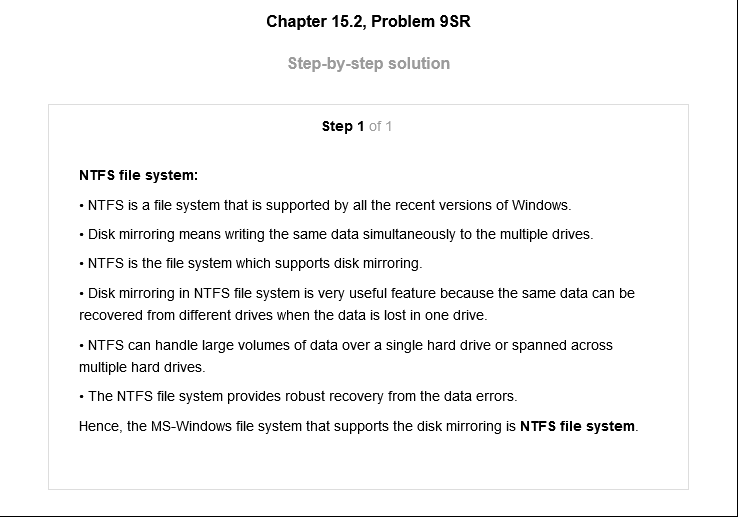 Chapter 15.2, Problem 9SR
Step-by-step solution
Step 1 of 1
NTFS file system:
• NTFS is a file system that is supported by all the recent versions of Windows.
• Disk mirroring means writing the same data simultaneously to the multiple drives.
• NTFS is the file system which supports disk mirroring.
• Disk mirroring in NTFS file system is very useful feature because the same data can be
recovered from different drives when the data is lost in one drive.
• NTFS can handle large volumes of data over a single hard drive or spanned across
multiple hard drives.
• The NTFS file system provides robust recovery from the data errors.
Hence, the MS-Windows file system that supports the disk mirroring is NTFS file system.